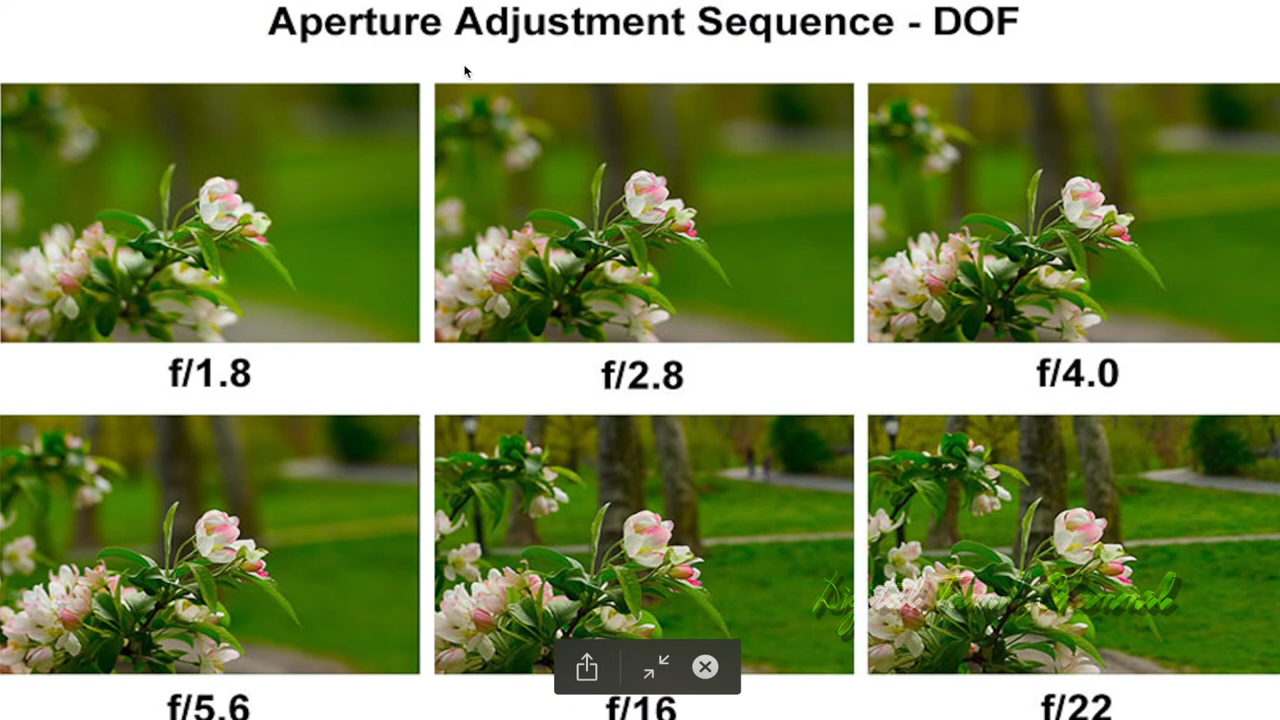 Aperture Adjustment Sequence - DOF
f/1.8
f/2.8
f/4.0
f/5.6
f/16
f/22